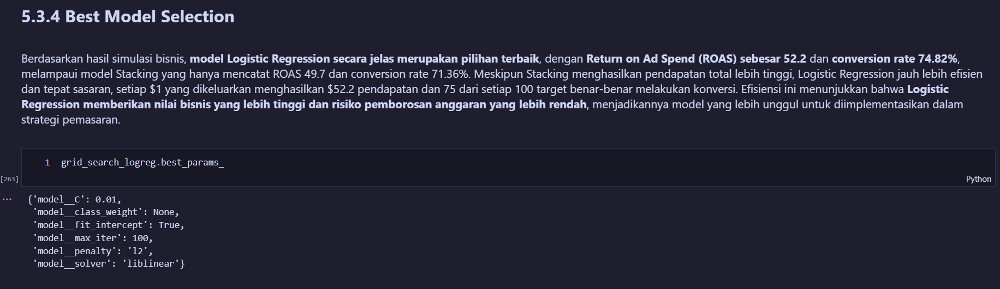 5.3.4 Best Model Selection
Berdasarkan hasil simulasi bisnis, model Logistic Regression secara jelas merupakan pilihan terbaik, dengan Return on Ad Spend (ROAS) sebesar 52.2 dan conversion rate 74.82%,
melampaui model Stacking yang hanya mencatat ROAS 49.7 dan conversion rate 71.36%. Meskipun Stacking menghasilkan pendapatan total lebih tinggi, Logistic Regression jauh lebih efisien
dan tepat sasaran, setiap $1 yang dikeluarkan menghasilkan $52.2 pendapatan dan 75 dari setiap 100 target benar-benar melakukan konversi. Efisiensi ini menunjukkan bahwa Logistic
Regression memberikan nilai bisnis yang lebih tinggi dan risiko pemborosan anggaran yang lebih rendah, menjadikannya model yang lebih unggul untuk diimplementasikan dalam
strategi pemasaran.
1 grid_search_logreg.best_params_
[263]
Python
... {'model__C': 0.01,
'model__class_weight': None,
'model__fit_intercept': True,
'model__max_iter': 100,
'model__penalty': 'l2',
'model__solver': 'liblinear'}